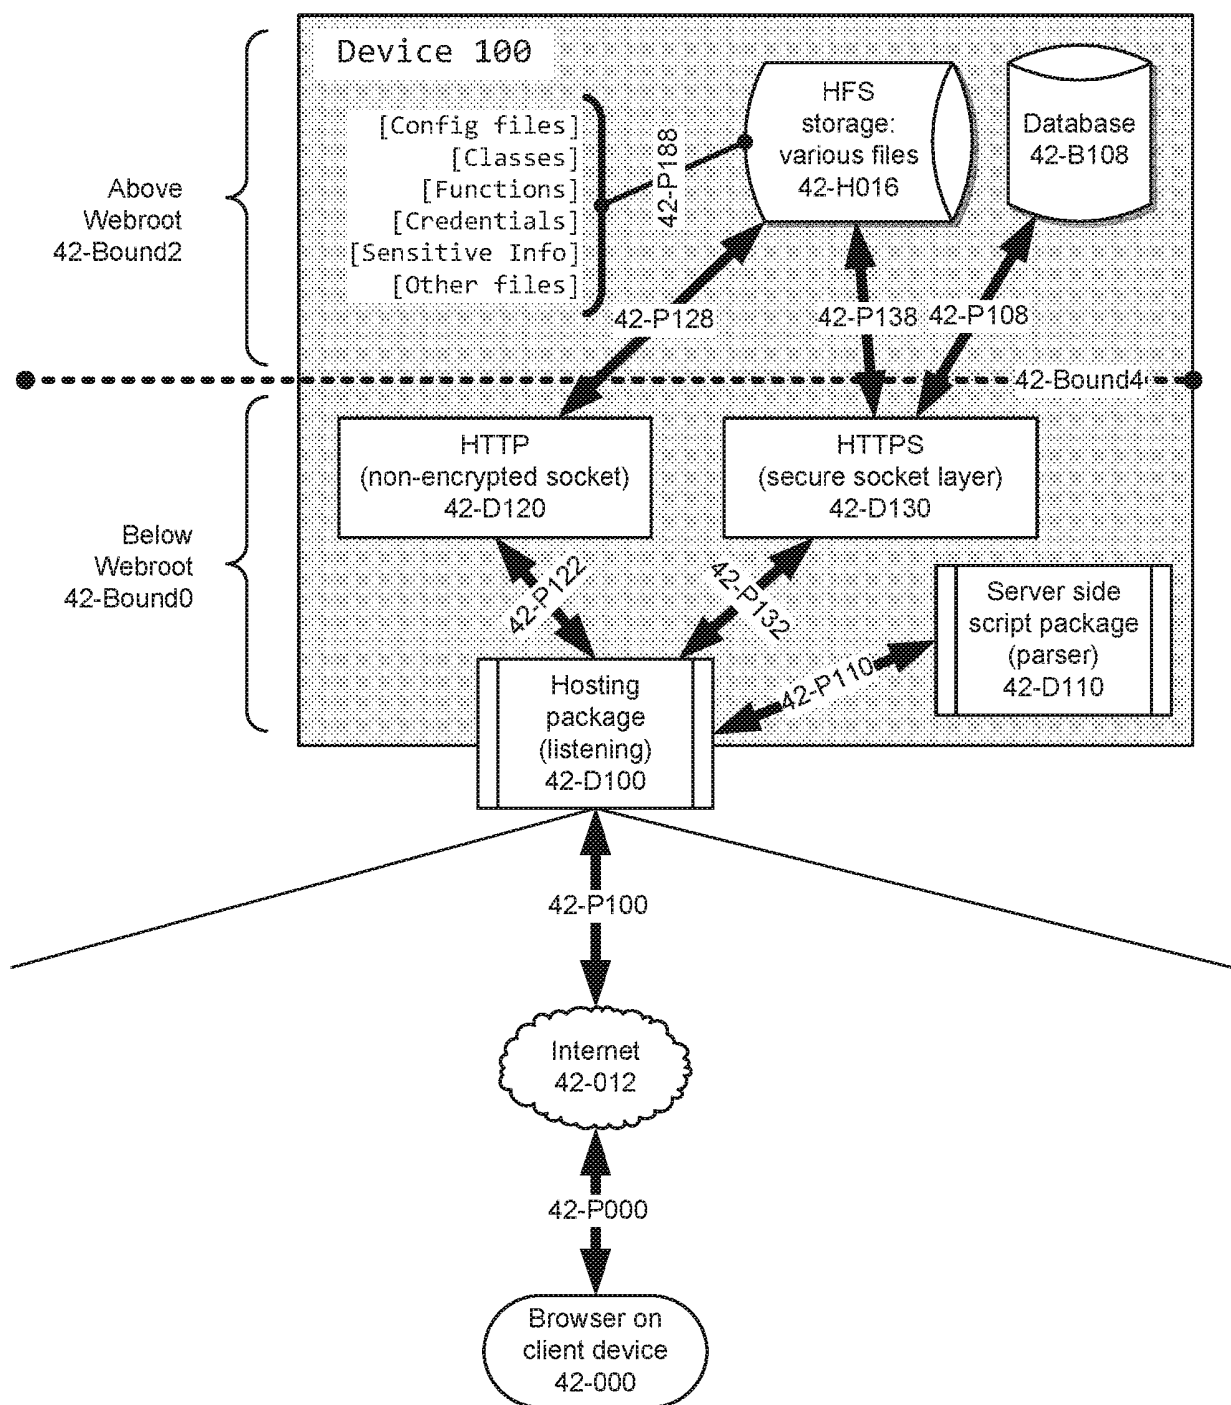 Device 100
[Config files]
[Classes]
[Functions]
[Credentials]
[Sensitive Info]
[Other files]
42-P188
HFS
storage:
various files
42-H016
Database
42-B108
Above
Webroot
42-Bound2
42-P128
42-P138
42-P108
42-Bound4
HTTP
(non-encrypted socket)
42-D120
HTTPS
(secure socket layer)
42-D130
Below
Webroot
42-Bound0
42-P122
42-P132
Server side
script package
(parser)
42-D110
42-P110
Hosting
package
(listening)
42-D100
42-P100
Internet
42-012
42-P000
Browser on
client device
42-000